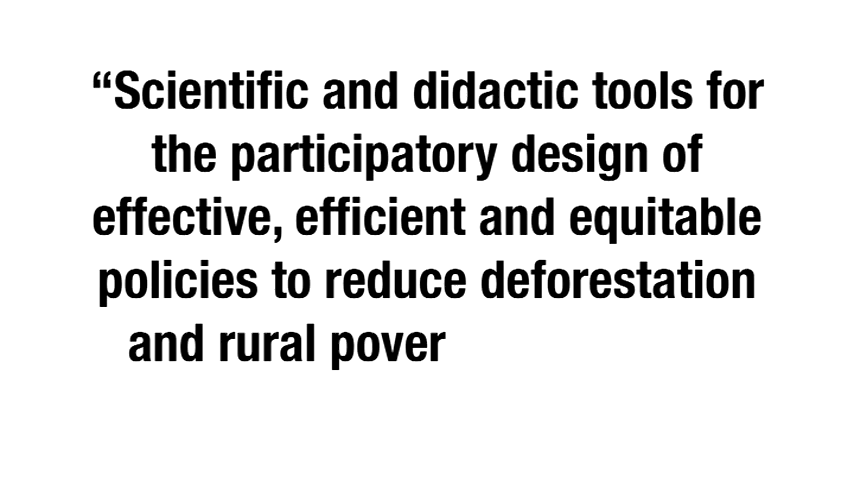 “Scientific and didactic tools for
the participatory design of
effective, efficient and equitable
policies to reduce deforestation
and rural pover